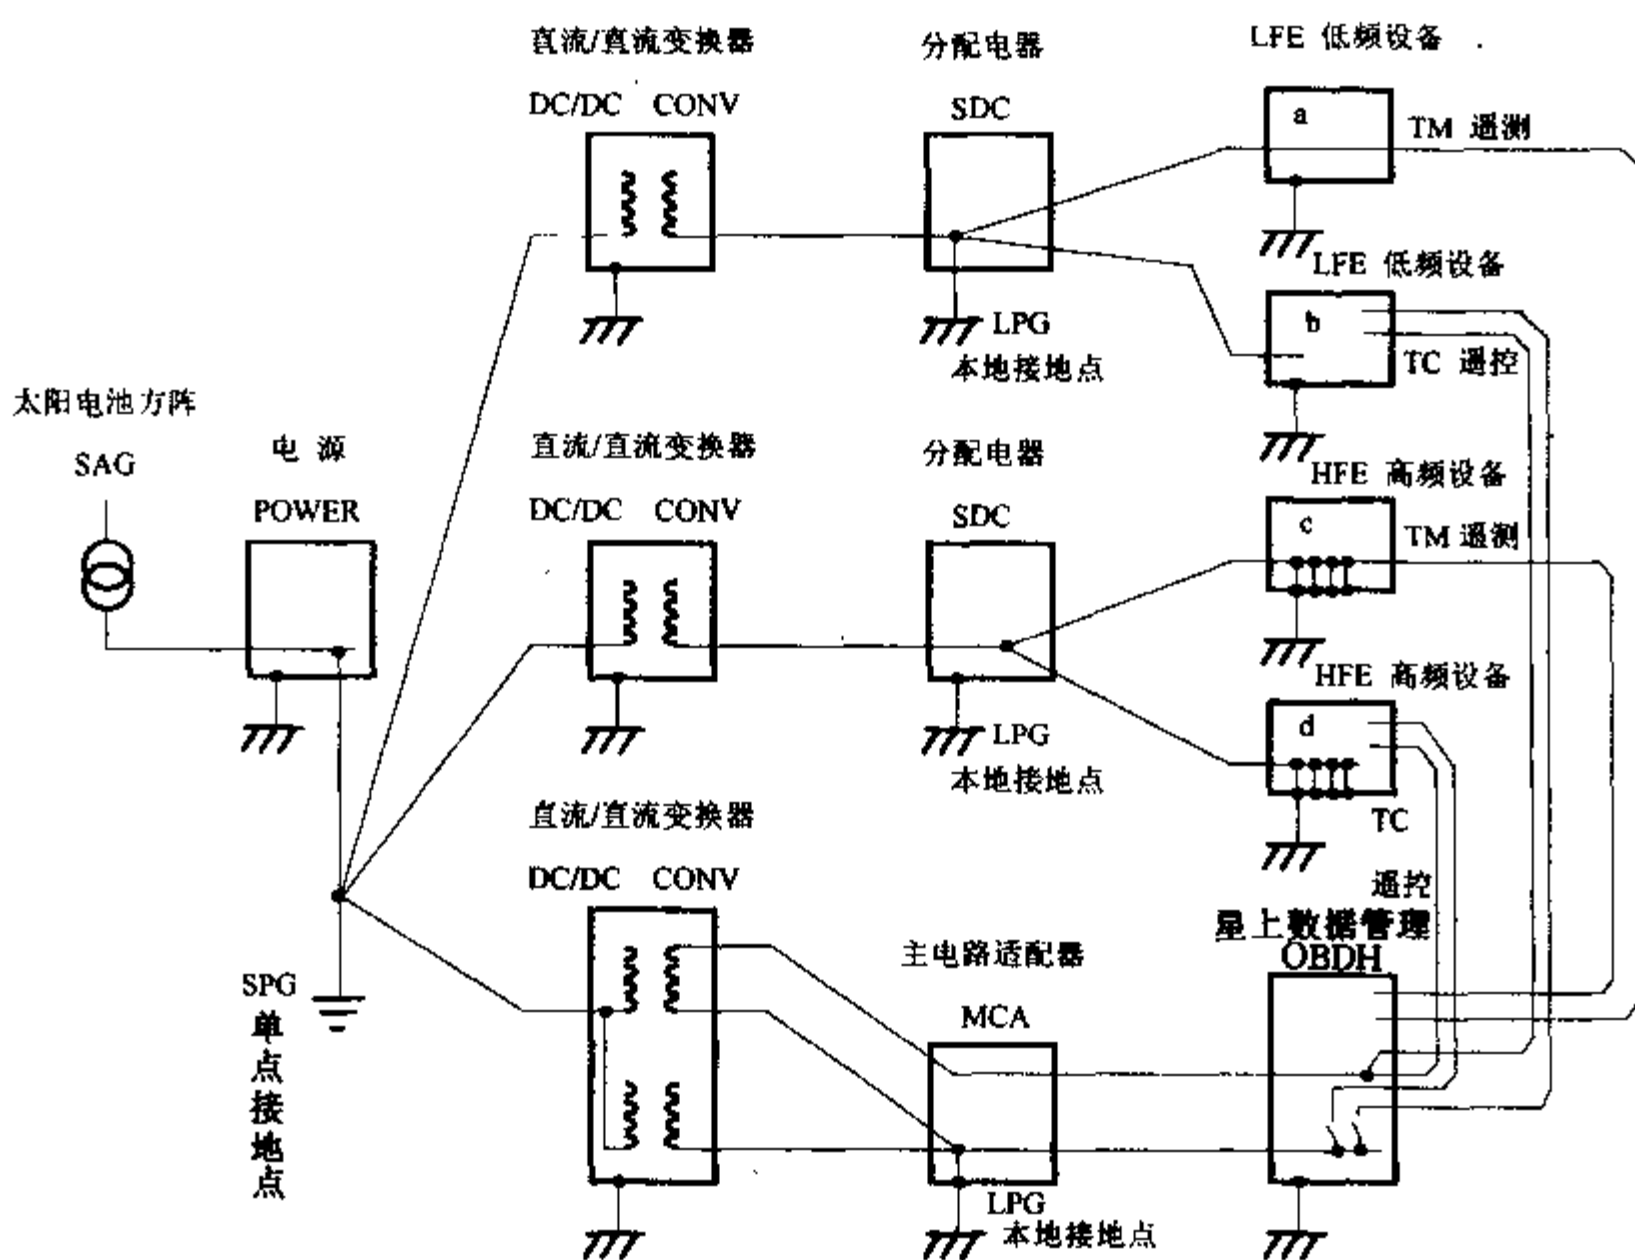 直流/直流变换器
DC/DC CONV
分配电器
SDC
LFE 低频设备
a
TM 遥测
LPG
本地接地点
LFE 低频设备
b
TC 遥控
太阳电池方阵
SAG
电 源
POWER
直流/直流变换器
DC/DC CONV
分配电器
SDC
LPG
本地接地点
HFE 高频设备
c
TM 遥测
HFE 高频设备
d
TC
遥控
SPG
单点接地点
直流/直流变换器
DC/DC CONV
主电路适配器
MCA
LPG
本地接地点
星上数据管理
OBDH